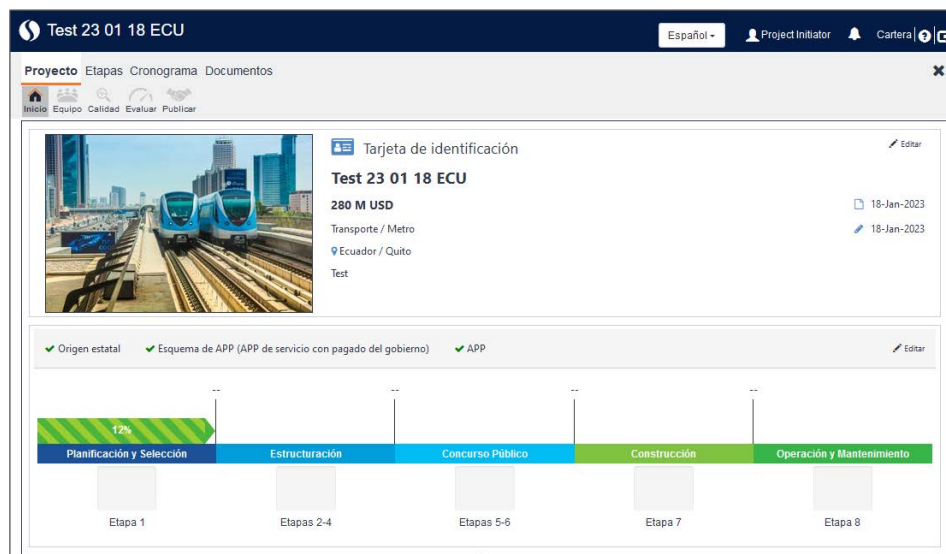 Test 23 01 18 ECU
Español
Project Initiator
Cartera
Proyecto Etapas Cronograma Documentos
Inicio Equipo Calidad Evaluar Publicar
Tarjeta de identificación
Editar
Test 23 01 18 ECU
280 M USD
18-Jan-2023
Transporte / Metro
18-Jan-2023
Ecuador / Quito
Test
Origen estatal Esquema de APP (APP de servicio con pagado del gobierno) APP
Editar
-- -- -- --
12%
Planificación y Selección Estructuración Concurso Público Construcción Operación y Mantenimiento
Etapa 1 Etapas 2-4 Etapas 5-6 Etapa 7 Etapa 8